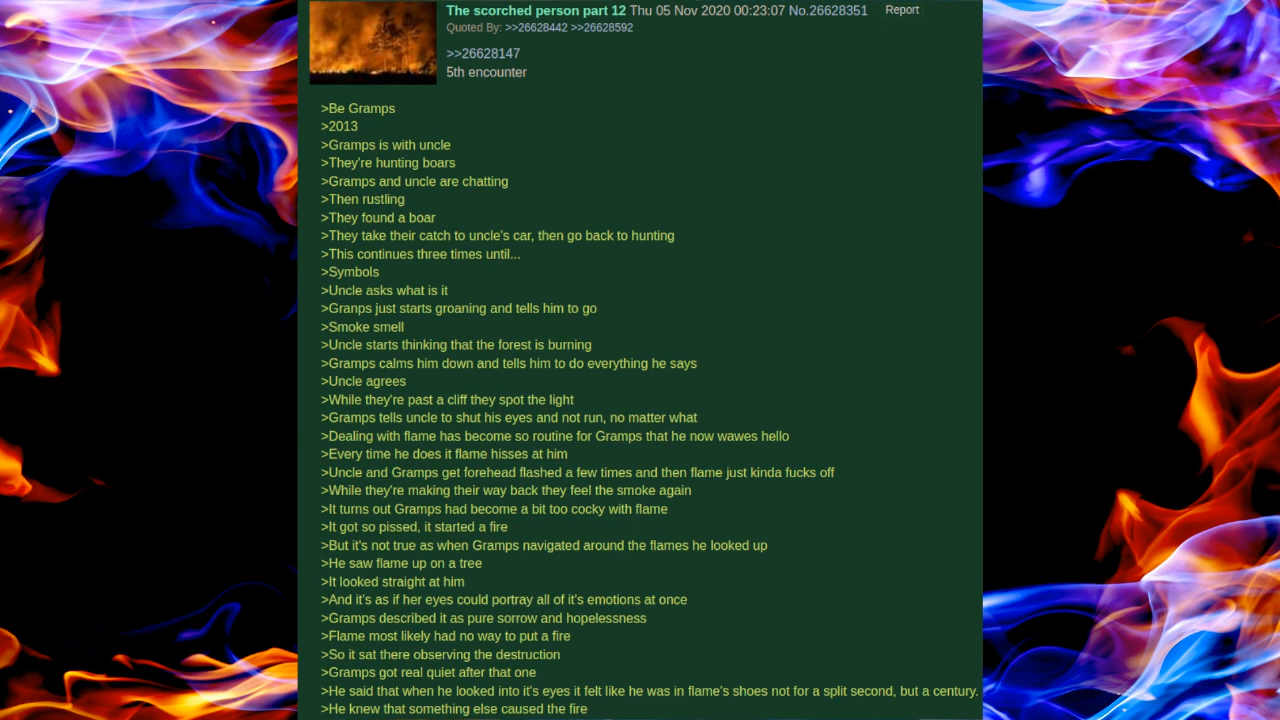 The scorched person part 12 Thu 05 Nov 2020 00:23:07 No.26628351 Report
Quoted By: >>26628442 >>26628592
>>26628147
5th encounter
>Be Gramps
>2013
>Gramps is with uncle
>They're hunting boars
>Gramps and uncle are chatting
>Then rustling
>They found a boar
>They take their catch to uncle's car, then go back to hunting
>This continues three times until...
>Symbols
>Uncle asks what is it
>Granps just starts groaning and tells him to go
>Smoke smell
>Uncle starts thinking that the forest is burning
>Gramps calms him down and tells him to do everything he says
>Uncle agrees
>While they're past a cliff they spot the light
>Gramps tells uncle to shut his eyes and not run, no matter what
>Dealing with flame has become so routine for Gramps that he now wawes hello
>Every time he does it flame hisses at him
>Uncle and Gramps get forehead flashed a few times and then flame just kinda fucks off
>While they're making their way back they feel the smoke again
>It turns out Gramps had become a bit too cocky with flame
>It got so pissed, it started a fire
>But it's not true as when Gramps navigated around the flames he looked up
>He saw flame up on a tree
>It looked straight at him
>And it's as if her eyes could portray all of it's emotions at once
>Gramps described it as pure sorrow and hopelessness
>Flame most likely had no way to put a fire
>So it sat there observing the destruction
>Gramps got real quiet after that one
>He said that when he looked into it's eyes it felt like he was in flame's shoes not for a split second, but a century.
>He knew that something else caused the fire